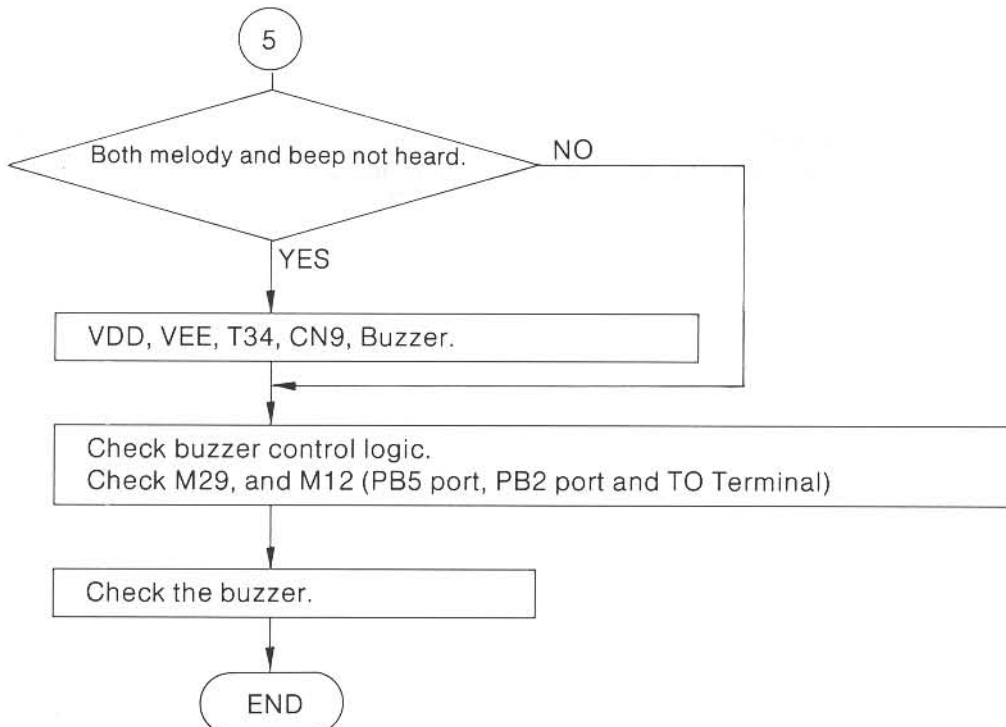 5
Both melody and beep not heard.
NO
YES
VDD, VEE, T34, CN9, Buzzer.
Check buzzer control logic.
Check M29, and M12 (PB5 port, PB2 port and TO Terminal)
Check the buzzer.
END